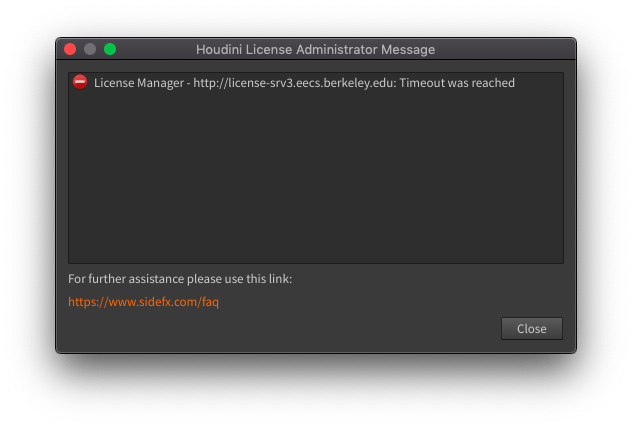 Houdini License Administrator Message
License Manager - http://license-srv3.eecs.berkeley.edu: Timeout was reached
For further assistance please use this link:
https://www.sidefx.com/faq
Close